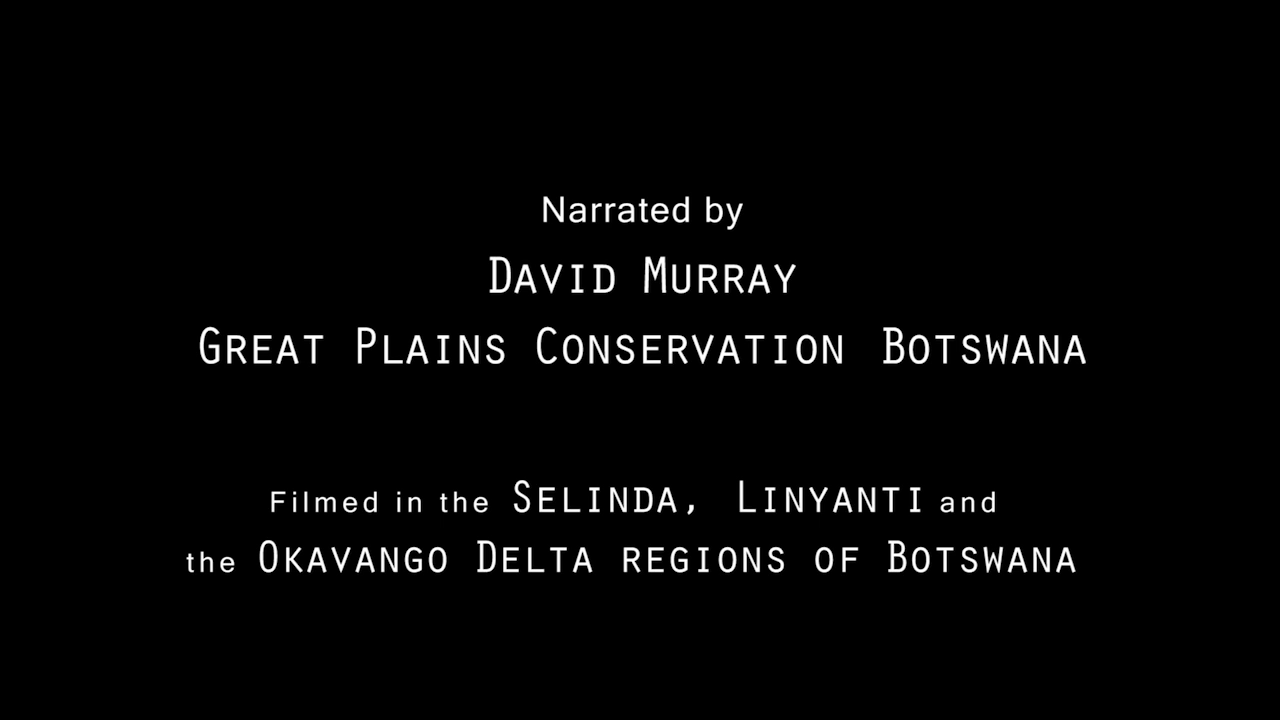 Narrated by
David Murray
Great Plains Conservation Botswana
Filmed in the Selinda, Linyanti and
the Okavango Delta regions of Botswana